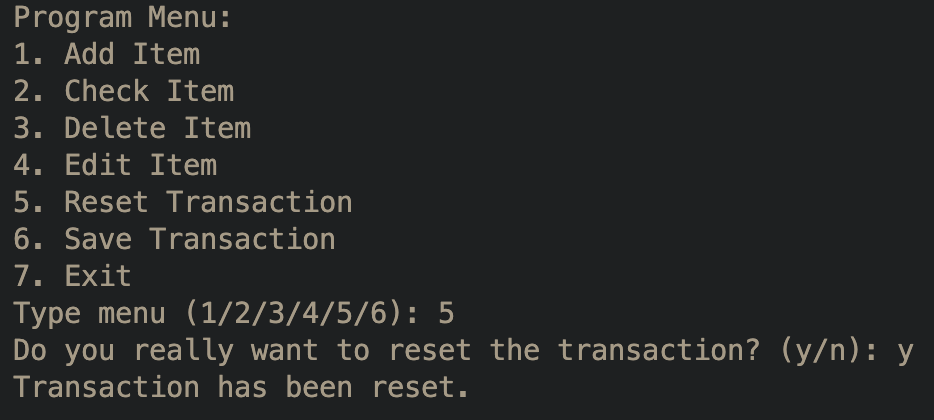 Program Menu:
1. Add Item
2. Check Item
3. Delete Item
4. Edit Item
5. Reset Transaction
6. Save Transaction
7. Exit
Type menu (1/2/3/4/5/6): 5
Do you really want to reset the transaction? (y/n): y
Transaction has been reset.